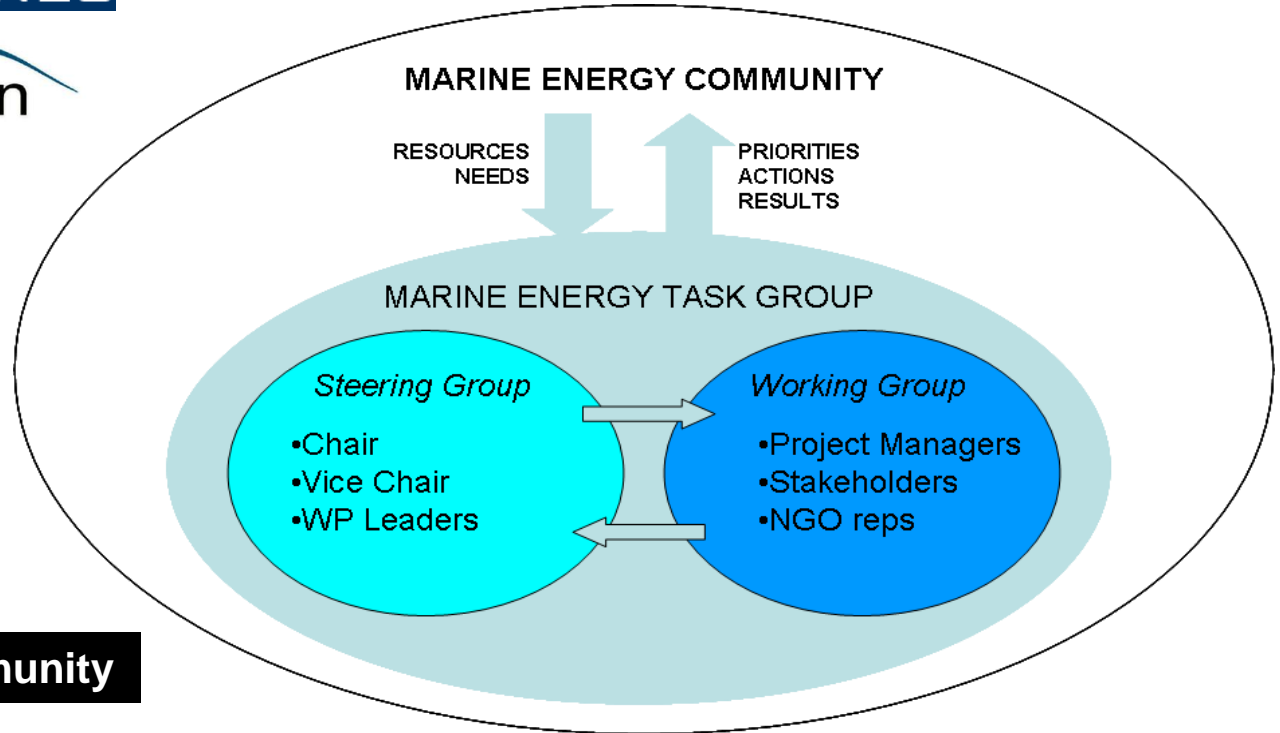 n
MARINE ENERGY COMMUNITY
RESOURCES
NEEDS
PRIORITIES
ACTIONS
RESULTS
MARINE ENERGY TASK GROUP
Steering Group
•Chair
•Vice Chair
•WP Leaders
Working Group
•Project Managers
•Stakeholders
•NGO reps
munity